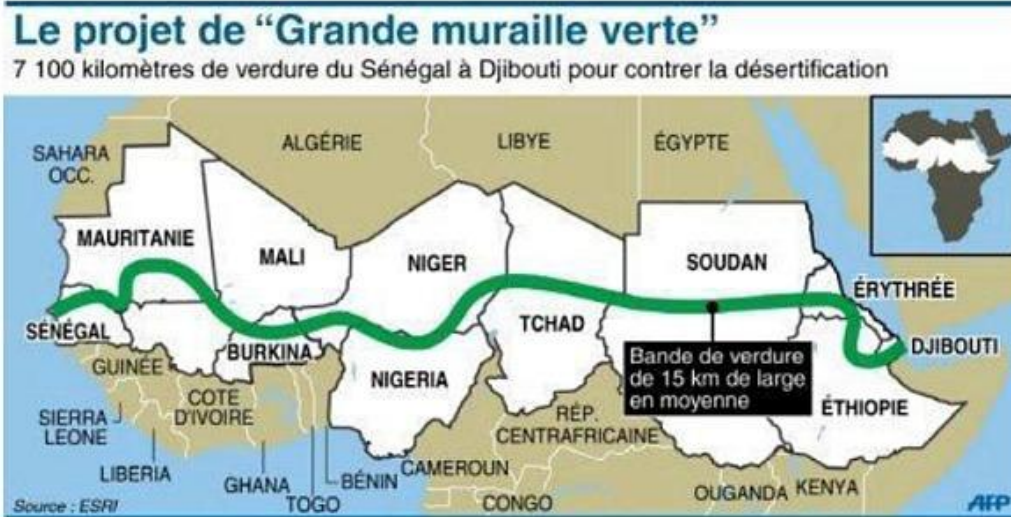 Le projet de “Grande muraille verte”
7 100 kilomètres de verdure du Sénégal à Djibouti pour contrer la désertification
SAHARA
OCC.
ALGÉRIE
LIBYE
ÉGYPTE
MAURITANIE
MALI
NIGER
SOUDAN
ÉRYTHRÉE
SÉNÉGAL
BURKINA
TCHAD
DJIBOUTI
GUINÉE
NIGERIA
Bande de verdure
de 15 km de large
en moyenne
ÉTHIOPIE
COTE
D'IVOIRE
SIERRA
LEONE
RÉP.
CENTRAFRICAINE
LIBERIA
GHANA
TOGO
BÉNIN
CAMEROUN
CONGO
OUGANDA
KENYA
Source : ESRI
AFP